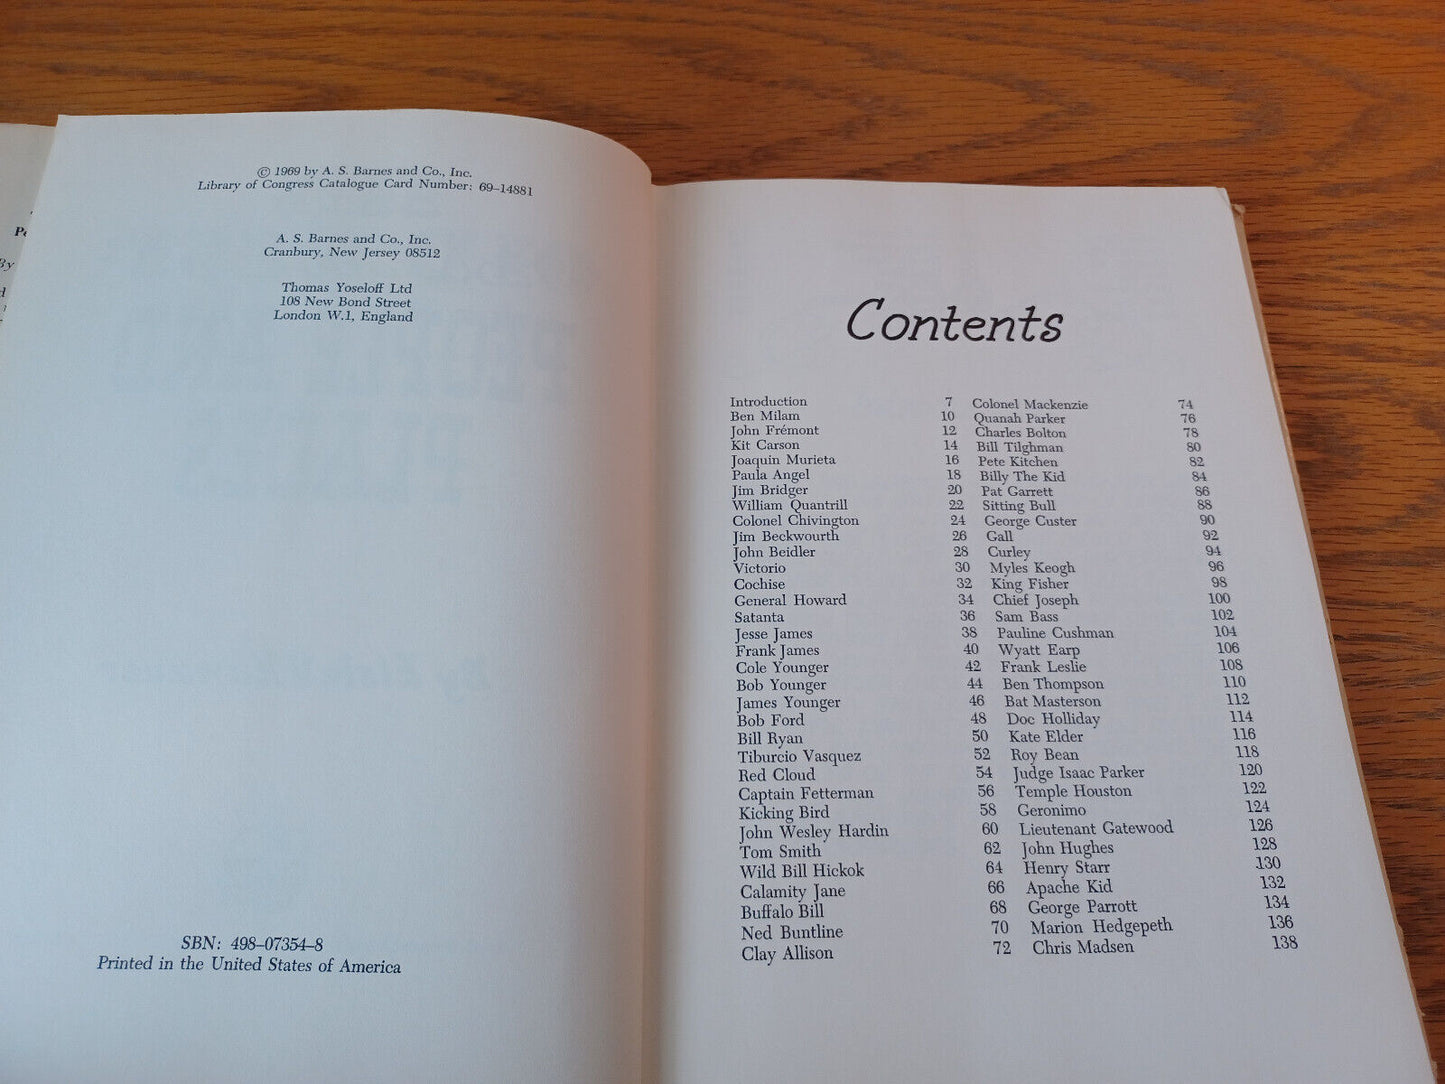 © 1969 by A. S. Barnes and Co., Inc.
Library of Congress Catalogue Card Number: 69–14881
A. S. Barnes and Co., Inc.
Cranbury, New Jersey 08512
Thomas Yoseloff Ltd
108 New Bond Street
London W.1, England
SBN: 498–07354–8
Printed in the United States of America
Contents
Introduction 7
Ben Milam 10
John Frémont 12
Kit Carson 14
Joaquin Murieta 16
Paula Angel 18
Jim Bridger 20
William Quantrill 22
Colonel Chivington 24
Jim Beckwourth 26
John Beidler 28
Victorio 30
Cochise 32
General Howard 34
Satanta 36
Jesse James 38
Frank James 40
Cole Younger 42
Bob Younger 44
James Younger 46
Bob Ford 48
Bill Ryan 50
Tiburcio Vasquez 52
Red Cloud 54
Captain Fetterman 56
Kicking Bird 58
John Wesley Hardin 60
Tom Smith 62
Wild Bill Hickok 64
Calamity Jane 66
Buffalo Bill 68
Ned Buntline 70
Clay Allison 72
Colonel Mackenzie 74
Quanah Parker 76
Charles Bolton 78
Bill Tilghman 80
Pete Kitchen 82
Billy The Kid 84
Pat Garrett 86
Sitting Bull 88
George Custer 90
Gall 92
Curley 94
Myles Keogh 96
King Fisher 98
Chief Joseph 100
Sam Bass 102
Pauline Cushman 104
Wyatt Earp 106
Frank Leslie 108
Ben Thompson 110
Bat Masterson 112
Doc Holliday 114
Kate Elder 116
Roy Bean 118
Judge Isaac Parker 120
Temple Houston 122
Geronimo 124
Lieutenant Gatewood 126
John Hughes 128
Henry Starr 130
Apache Kid 132
George Parrott 134
Marion Hedgepeth 136
Chris Madsen 138